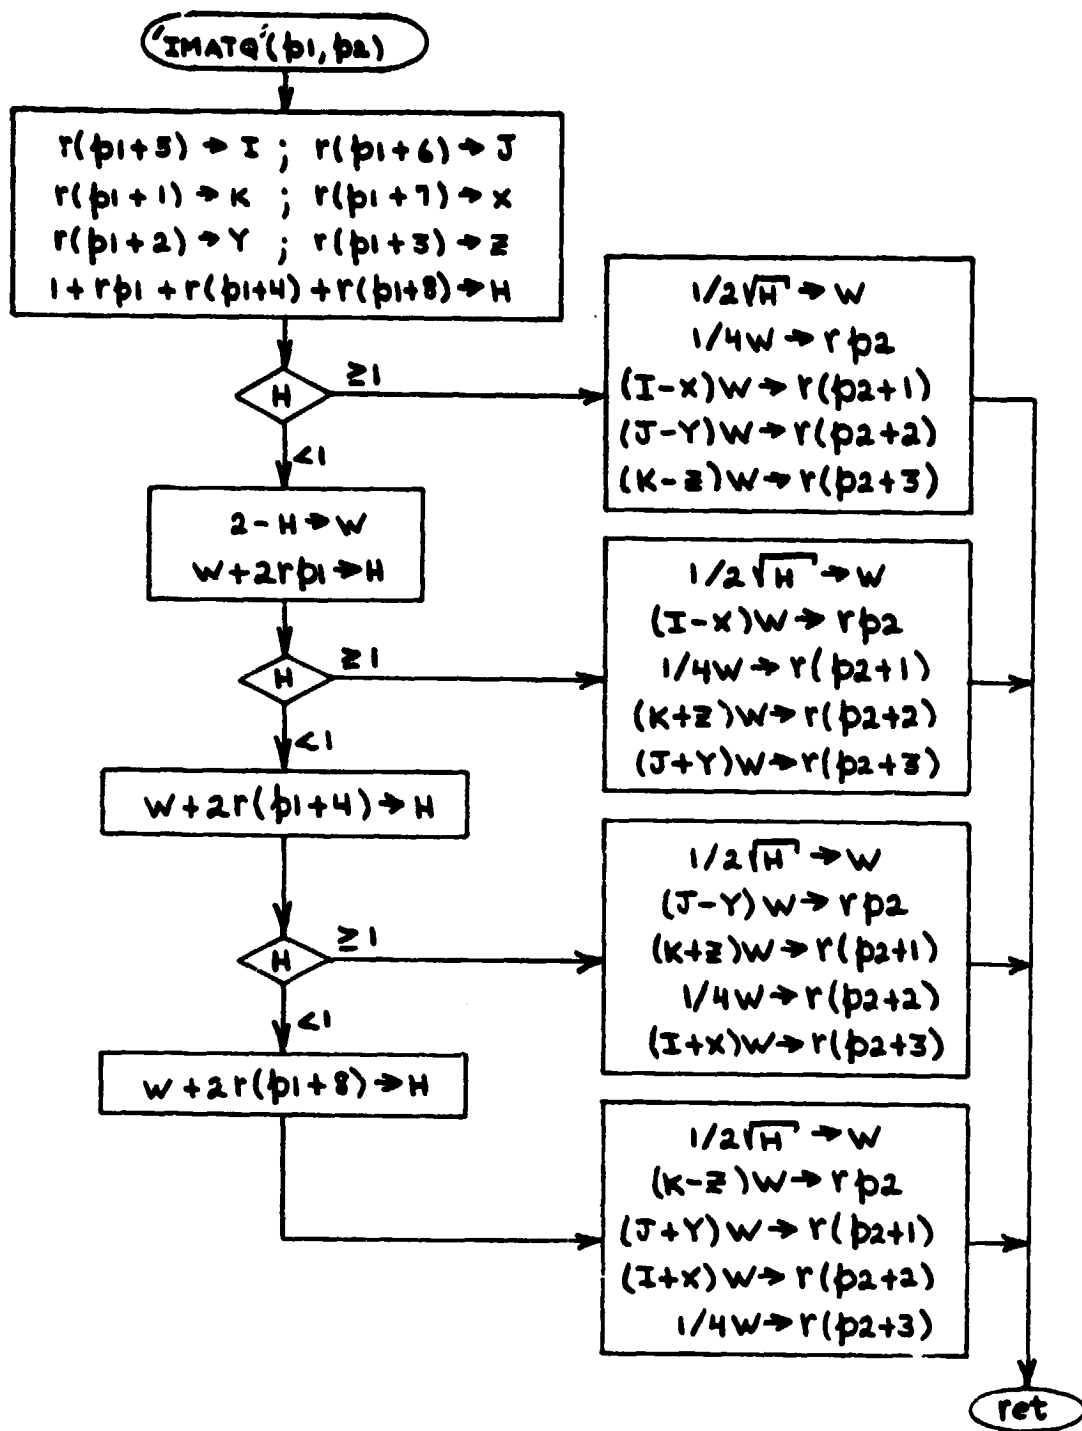 'IMATQ'(p1,p2)
r(p1+5)→I ; r(p1+6)→J
r(p1+1)→K ; r(p1+7)→X
r(p1+2)→Y ; r(p1+3)→Z
1+rp1+r(p1+4)+r(p1+8)→H
H
≥1
<1
1/2√H→W
1/4W→rp2
(I-X)W→r(p2+1)
(J-Y)W→r(p2+2)
(K-Z)W→r(p2+3)
2-H→W
W+2rp1→H
H
≥1
<1
1/2√H→W
(I-X)W→rp2
1/4W→r(p2+1)
(K+Z)W→r(p2+2)
(J+Y)W→r(p2+3)
W+2r(p1+4)→H
H
≥1
<1
1/2√H→W
(J-Y)W→rp2
(K+Z)W→r(p2+1)
1/4W→r(p2+2)
(I+X)W→r(p2+3)
W+2r(p1+8)→H
1/2√H→W
(K-Z)W→rp2
(J+Y)W→r(p2+1)
(I+X)W→r(p2+2)
1/4W→r(p2+3)
ret